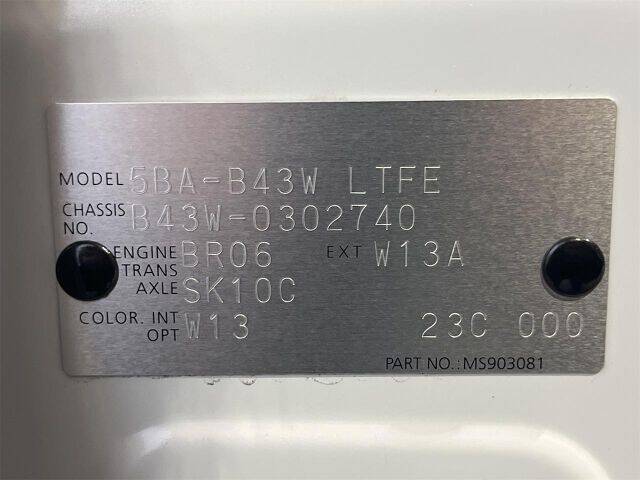 MODEL 5BA-B43W LTFE
CHASSIS NO. B43W-0302740
ENGINE BR06 EXT W13A
TRANS AXLE SK10C
COLOR. INT OPT W13 23C 000
PART NO.:MS903081